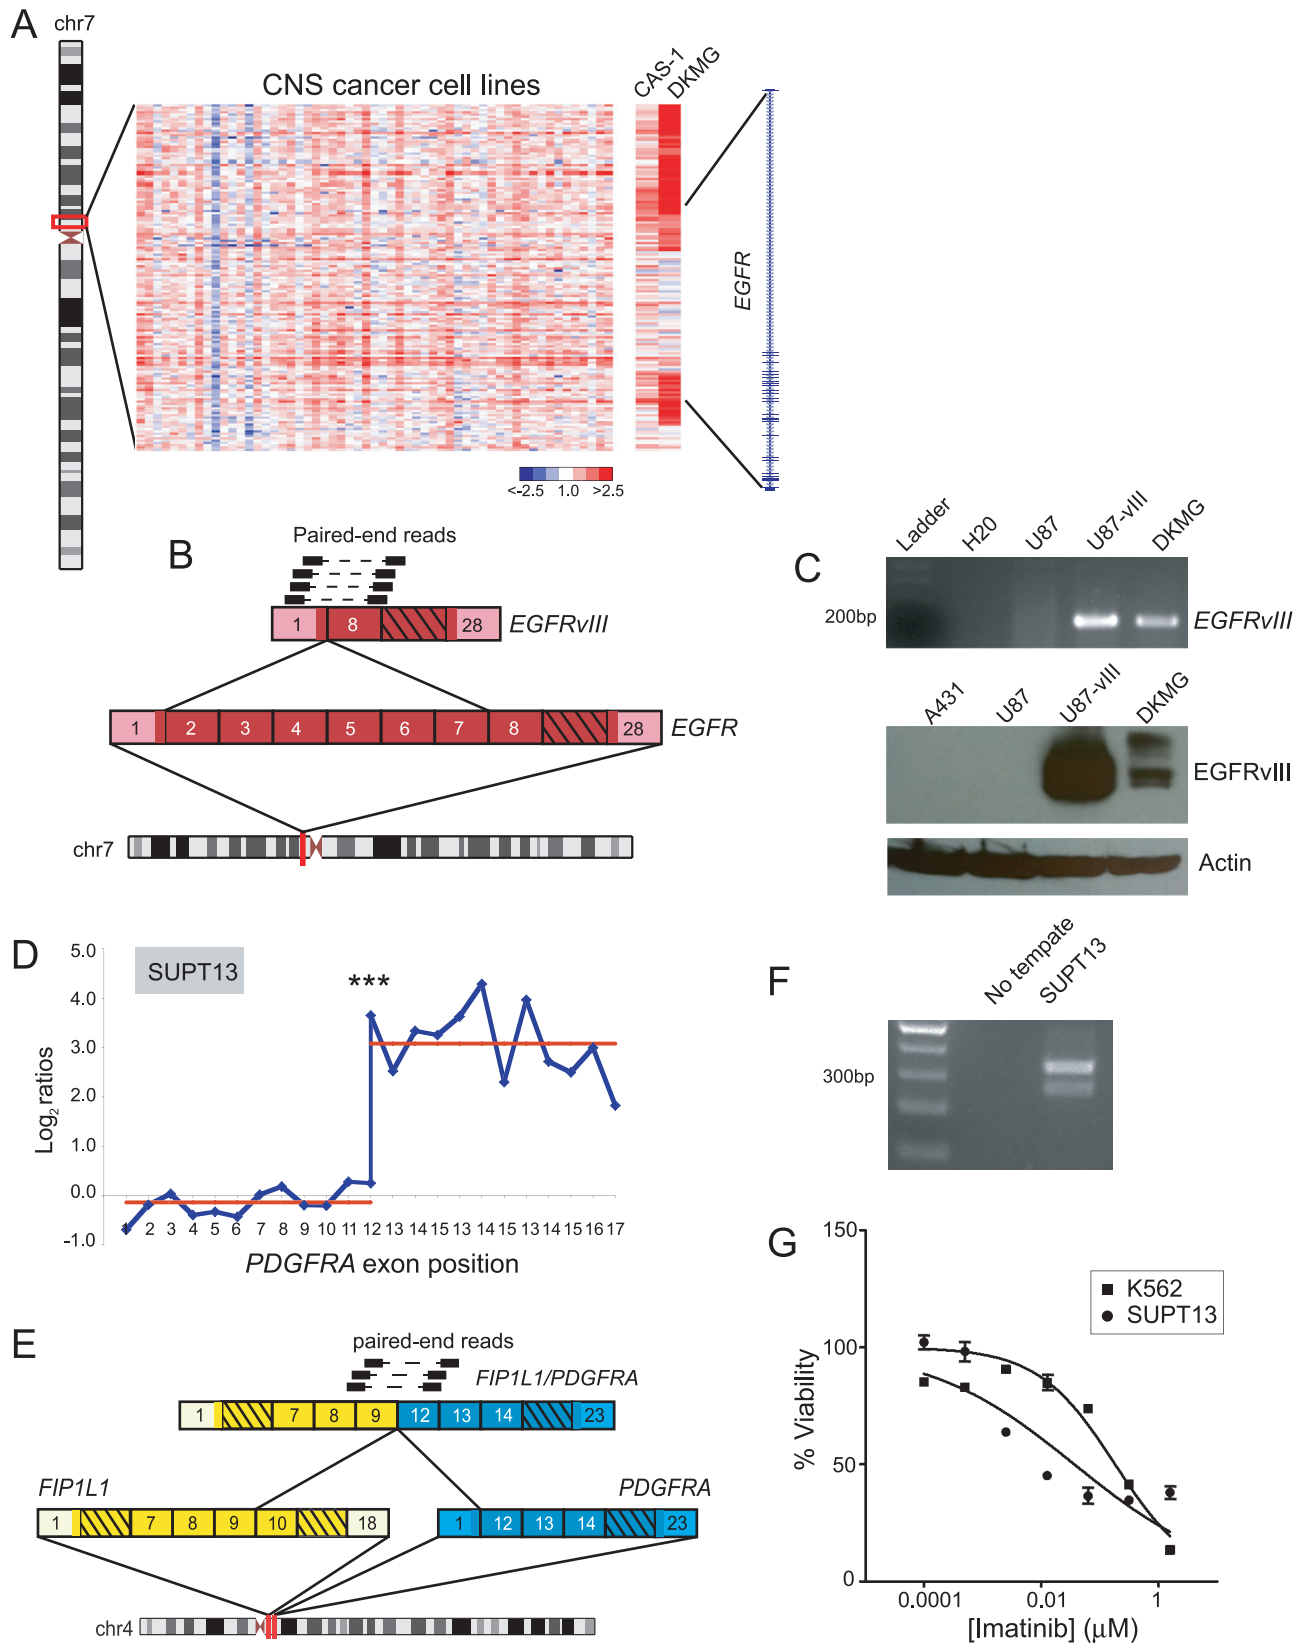 A
chr7
CNS cancer cell lines
CAS-1
DKMG
EGFR
<-2.5 1.0 >2.5
B
Paired-end reads
1 8 28 EGFRvIII
1 2 3 4 5 6 7 8 28 EGFR
chr7
C
Ladder H20 U87 U87-vIII DKMG
200bp EGFRvIII
A431 U87 U87-vIII DKMG
EGFRvIII
Actin
D
SUPT13
***
5.0
4.0
3.0
2.0
1.0
0.0
-1.0
Log2 ratios
1 2 3 4 5 6 7 8 9 10 11 12 13 14 15 13 14 15 13 14 15 16 17
PDGFRA exon position
E
paired-end reads
FIP1L1/PDGFRA
1 7 8 9 12 13 14 23
FIP1L1 PDGFRA
1 7 8 9 10 18 1 12 13 14 23
chr4
F
No tempate SUPT13
300bp
G
150
100
50
0
% Viability
K562
SUPT13
0.0001 0.01 1
[Imatinib] (μM)